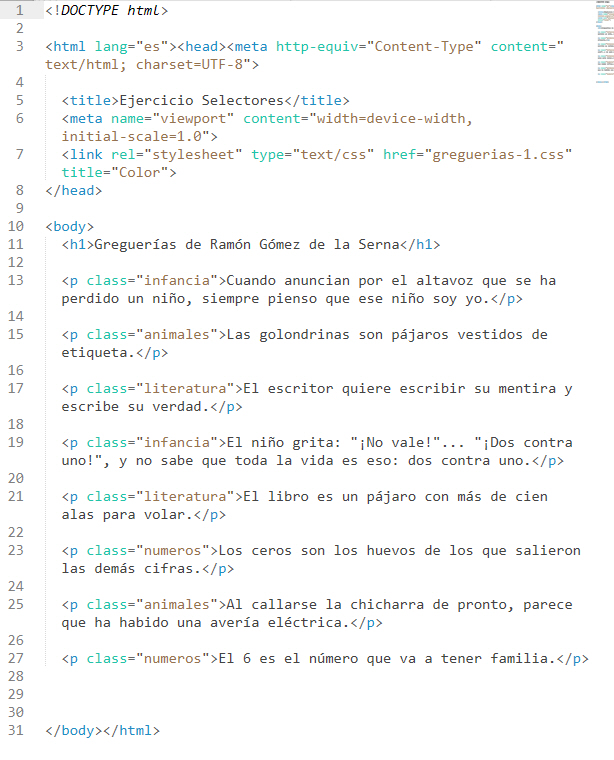 1 <!DOCTYPE html>
2
3 <html lang="es"><head><meta http-equiv="Content-Type" content="
text/html; charset=UTF-8">
4
5 <title>Ejercicio Selectores</title>
6 <meta name="viewport" content="width=device-width,
initial-scale=1.0">
7 <link rel="stylesheet" type="text/css" href="greguerias-1.css"
title="Color">
8 </head>
9
10 <body>
11 <h1>Greguerías de Ramón Gómez de la Serna</h1>
12
13 <p class="infancia">Cuando anuncian por el altavoz que se ha
perdido un niño, siempre pienso que ese niño soy yo.</p>
14
15 <p class="animales">Las golondrinas son pájaros vestidos de
etiqueta.</p>
16
17 <p class="literatura">El escritor quiere escribir su mentira y
escribe su verdad.</p>
18
19 <p class="infancia">El niño grita: "¡No vale!"... "¡Dos contra
uno!", y no sabe que toda la vida es eso: dos contra uno.</p>
20
21 <p class="literatura">El libro es un pájaro con más de cien
alas para volar.</p>
22
23 <p class="numeros">Los ceros son los huevos de los que salieron
las demás cifras.</p>
24
25 <p class="animales">Al callarse la chicharra de pronto, parece
que ha habido una avería eléctrica.</p>
26
27 <p class="numeros">El 6 es el número que va a tener familia.</p>
28
29
30
31 </body></html>